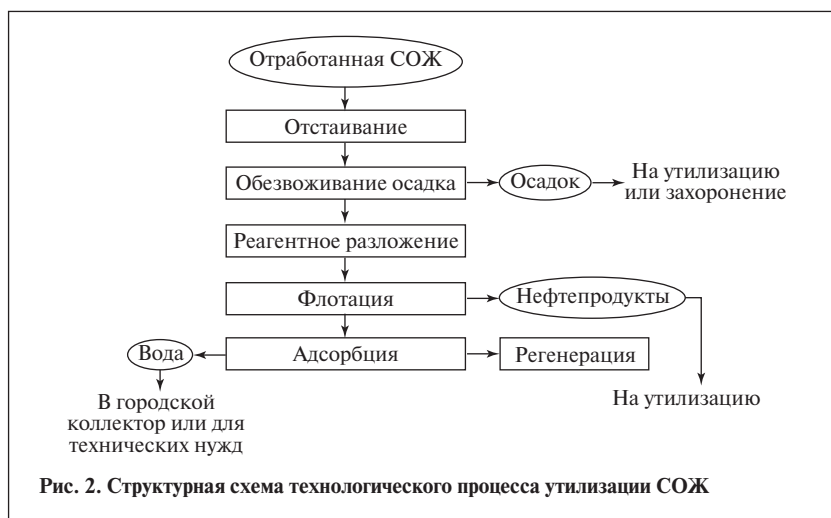 Отработанная СОЖ
Отстаивание
Обезвоживание осадка
Осадок
На утилизацию
или захоронение
Реагентное разложение
Флотация
Нефтепродукты
Вода
Адсорбция
Регенерация
В городской
коллектор или для
технических нужд
На утилизацию
Рис. 2. Структурная схема технологического процесса утилизации СОЖ